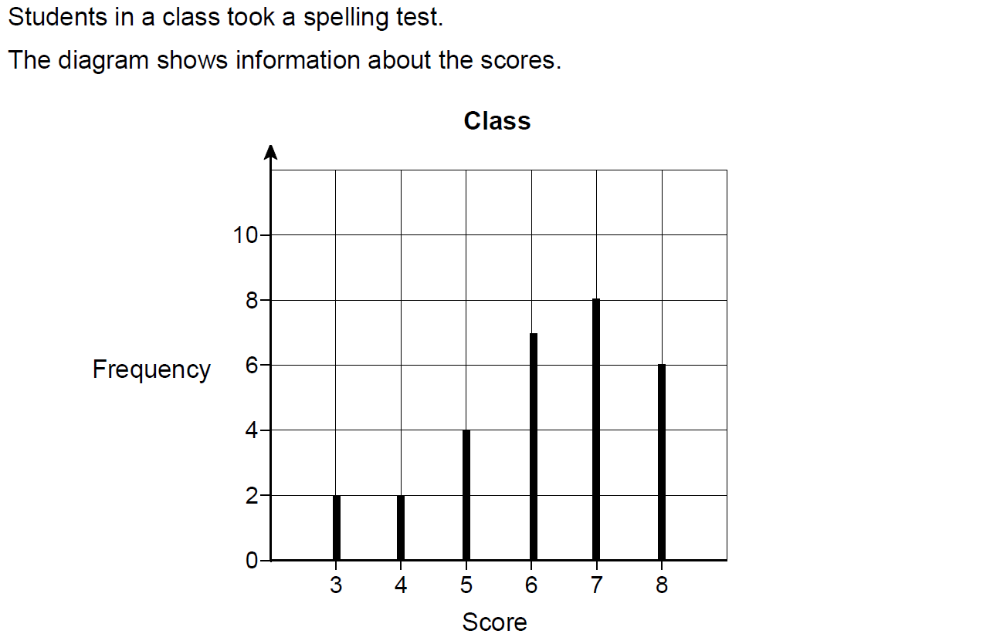 Students in a class took a spelling test.
The diagram shows information about the scores.
Class
10
8
Frequency
6
4
2
0
3 4 5 6 7 8
Score